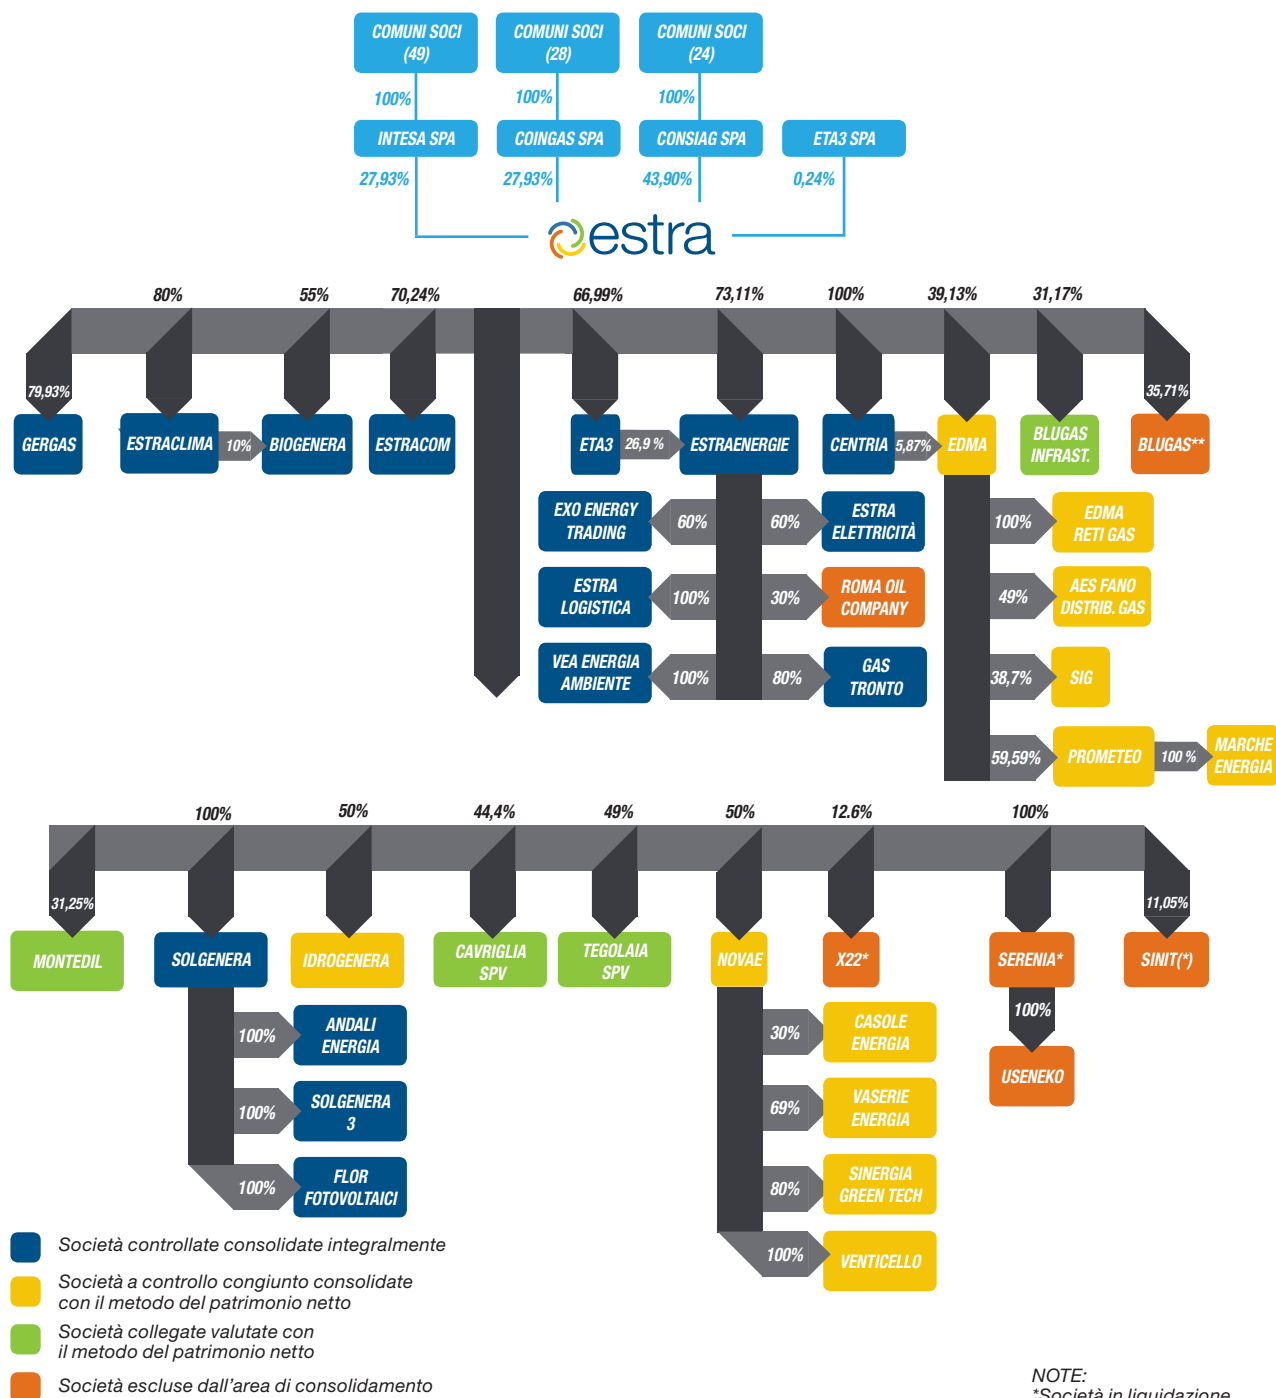 COMUNI SOCI
(49)
COMUNI SOCI
(28)
COMUNI SOCI
(24)
100%
100%
100%
INTESA SPA
COINGAS SPA
CONSIAG SPA
ETA3 SPA
27,93%
27,93%
43,90%
0,24%
estra
80%
55%
70,24%
66,99%
73,11%
100%
39,13%
31,17%
79,93%
35,71%
GERGAS
ESTRACLIMA
10%
BIOGENERA
ESTRACOM
ETA3
26,9 %
ESTRAENERGIE
CENTRIA
5,87%
EDMA
BLUGAS
INFRAST.
BLUGAS**
EXO ENERGY
TRADING
60%
60%
ESTRA
ELETTRICITÀ
100%
EDMA
RETI GAS
ESTRA
LOGISTICA
100%
30%
ROMA OIL
COMPANY
49%
AES FANO
DISTRIB. GAS
VEA ENERGIA
AMBIENTE
100%
80%
GAS
TRONTO
38,7%
SIG
59,59%
PROMETEO
100 %
MARCHE
ENERGIA
100%
50%
44,4%
49%
50%
12.6%
100%
31,25%
11,05%
MONTEDIL
SOLGENERA
IDROGENERA
CAVRIGLIA
SPV
TEGOLAIA
SPV
NOVAE
X22*
SERENIA*
SINIT(*)
100%
ANDALI
ENERGIA
30%
CASOLE
ENERGIA
100%
USENEKO
100%
SOLGENERA
3
69%
VASERIE
ENERGIA
100%
FLOR
FOTOVOLTAICI
80%
SINERGIA
GREEN TECH
100%
VENTICELLO
Società controllate consolidate integralmente
Società a controllo congiunto consolidate
con il metodo del patrimonio netto
Società collegate valutate con
il metodo del patrimonio netto
Società escluse dall'area di consolidamento
NOTE:
*Società in liquidazione